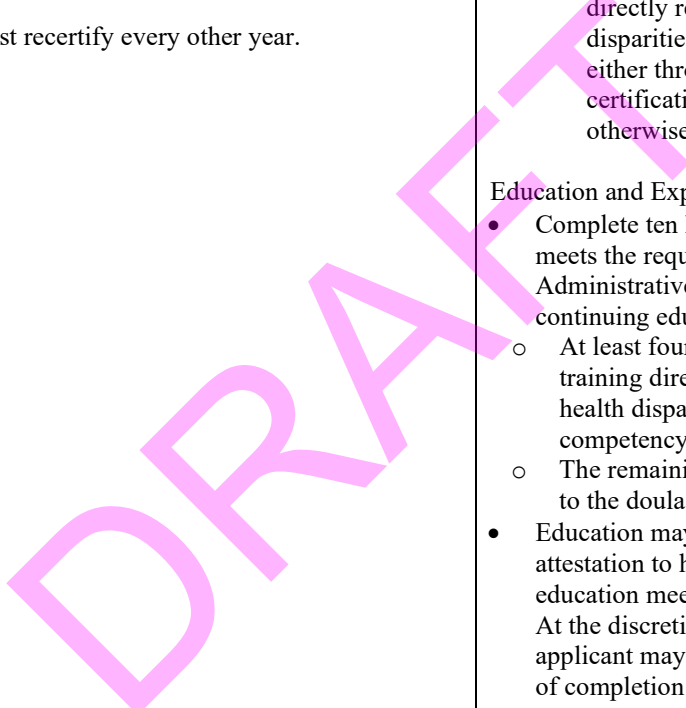 st recertify every other year.
directly
disparitie
either thr
certificati
otherwise
Education and Exp
• Complete ten
meets the requ
Administrative
continuing edu
o At least four
training dire
health dispa
competency
o The remaini
to the doula
• Education may
attestation to h
education mee
At the discreti
applicant may
of completion
DRAFT